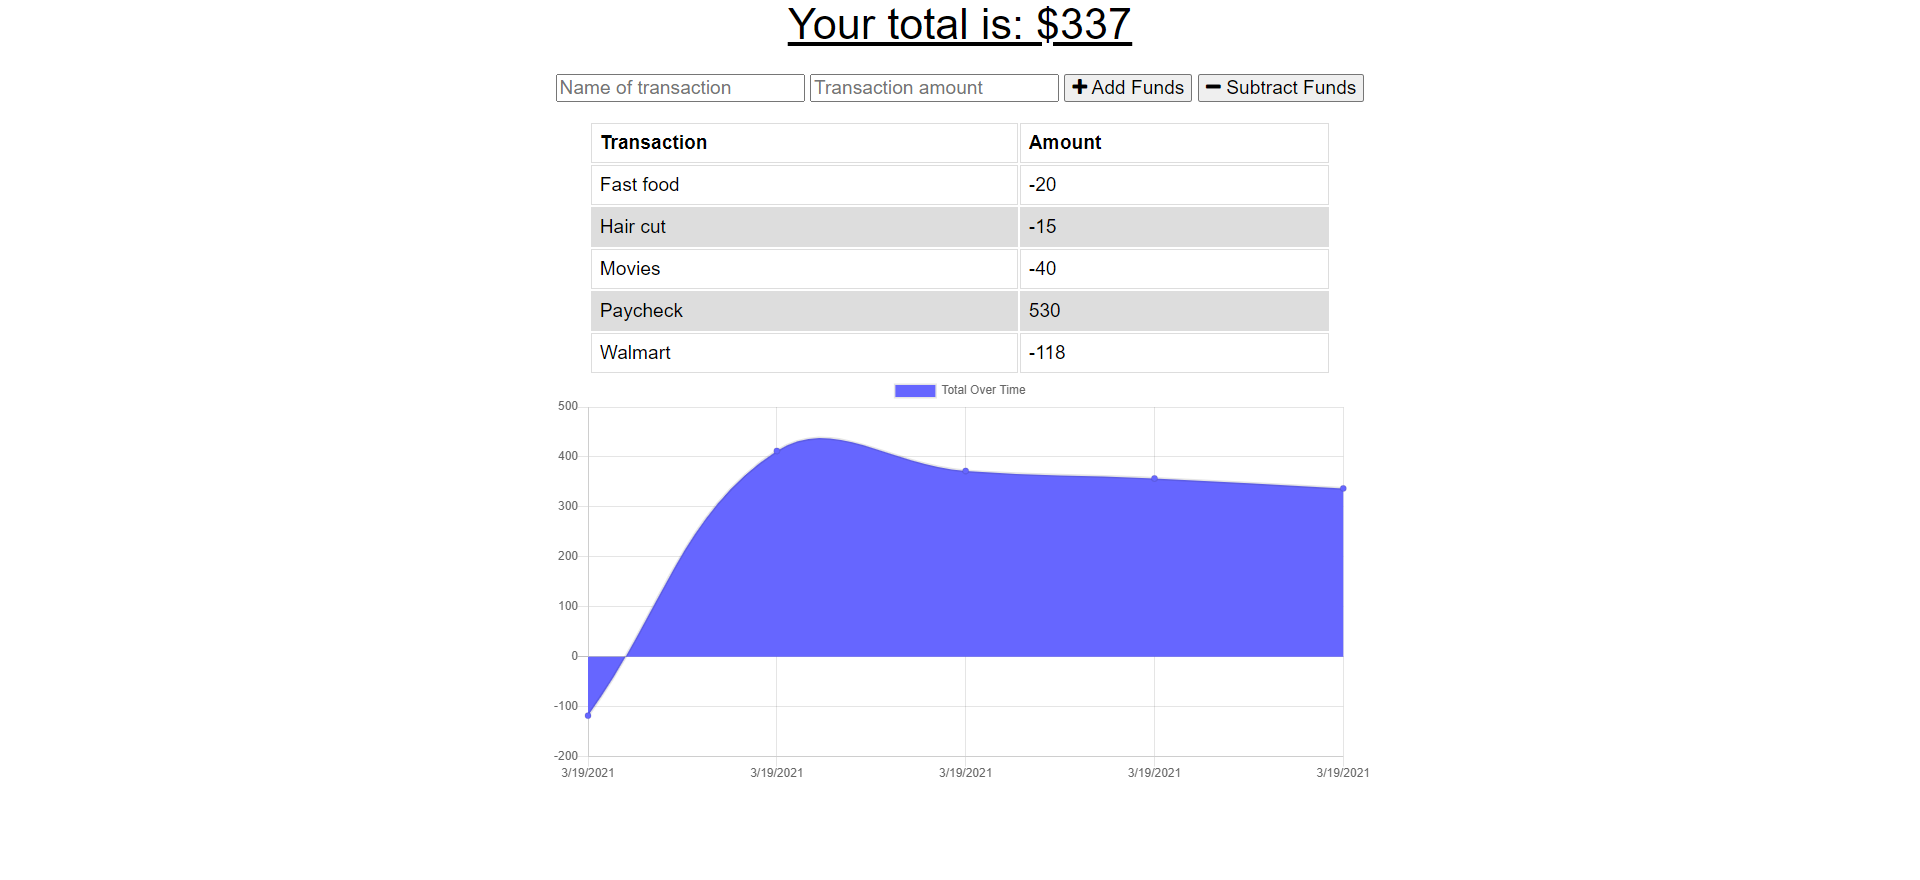 Your total is: $337
Name of transaction Transaction amount Add Funds Subtract Funds
Transaction Amount
Fast food -20
Hair cut -15
Movies -40
Paycheck 530
Walmart -118
Total Over Time
500
400
300
200
100
0
-100
-200
3/19/2021 3/19/2021 3/19/2021 3/19/2021 3/19/2021